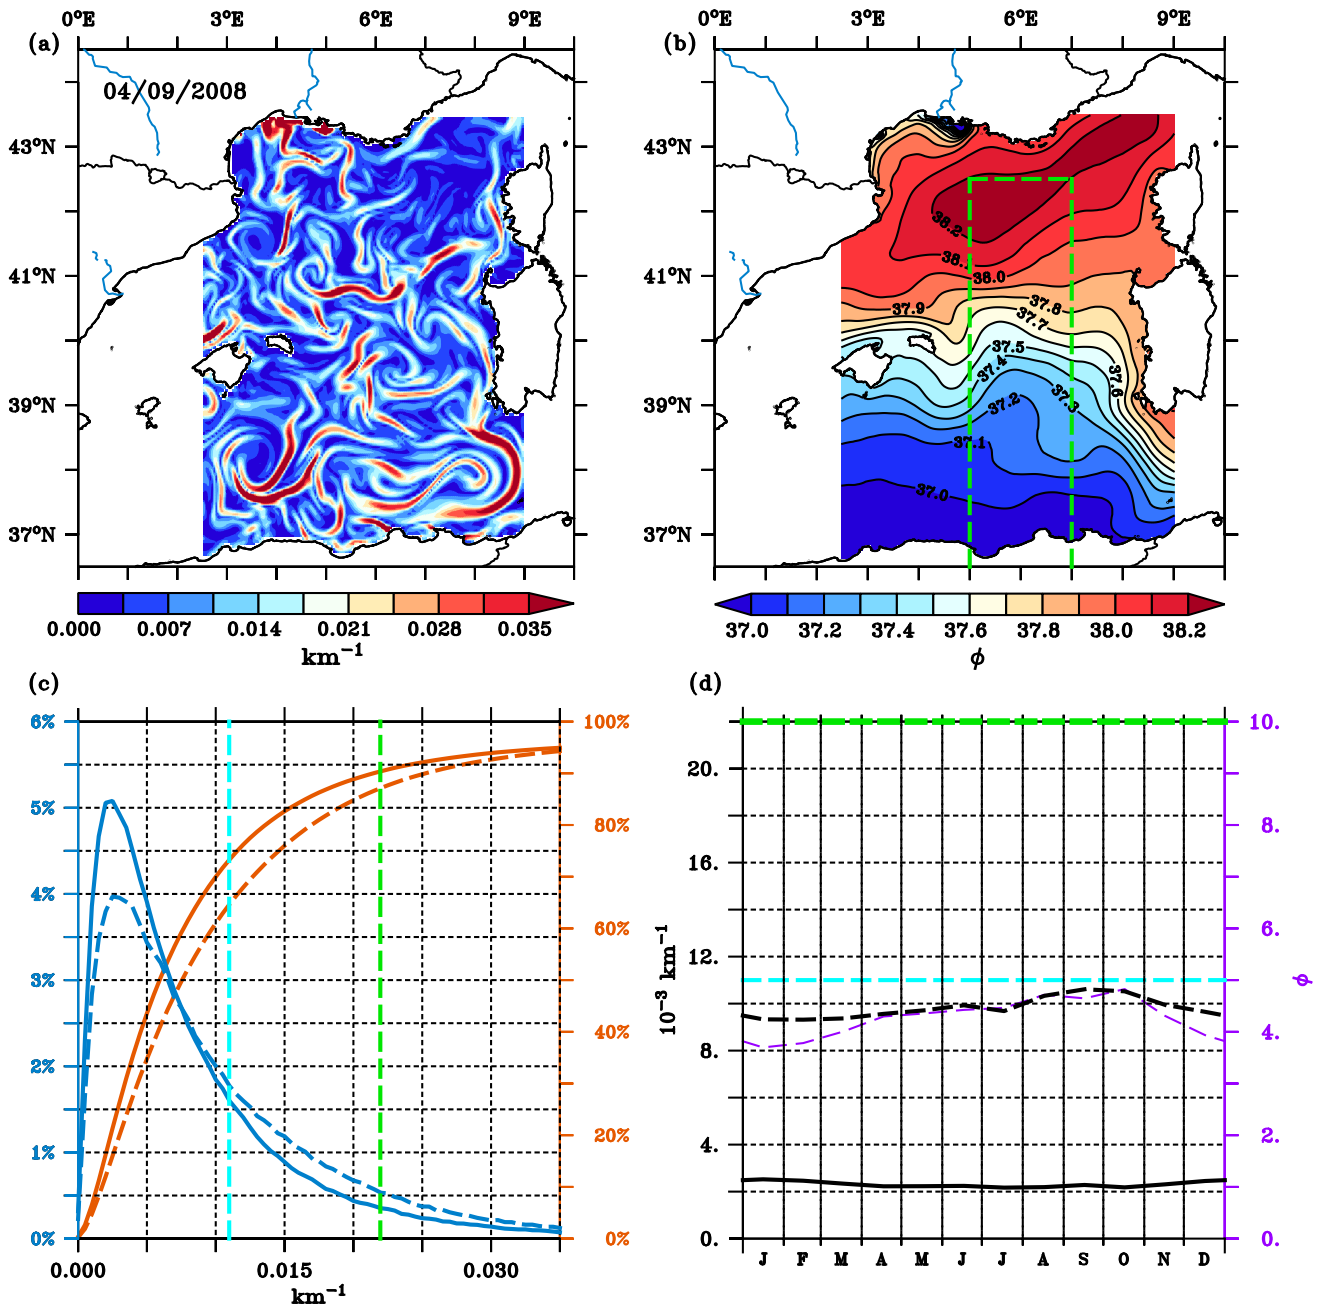 0°E 3°E 6°E 9°E
0°E 3°E 6°E 9°E
(a)
(b)
04/09/2008
43°N
41°N
39°N
37°N
43°N
41°N
39°N
37°N
38.2
38.
38.0
37.9
37.8
37.7
37.5
37.4
37.6
37.3
37.2
37.1
37.0
0.000 0.007 0.014 0.021 0.028 0.035
km⁻¹
37.0 37.2 37.4 37.6 37.8 38.0 38.2
ϕ
(c)
(d)
6%
5%
4%
3%
2%
1%
0%
100%
80%
60%
40%
20%
0%
0.000 0.015 0.030
km⁻¹
20.
16.
12.
8.
4.
0.
10⁻³ km⁻¹
10.
8.
6.
4.
2.
0.
ϕ
J F M A M J J A S O N D